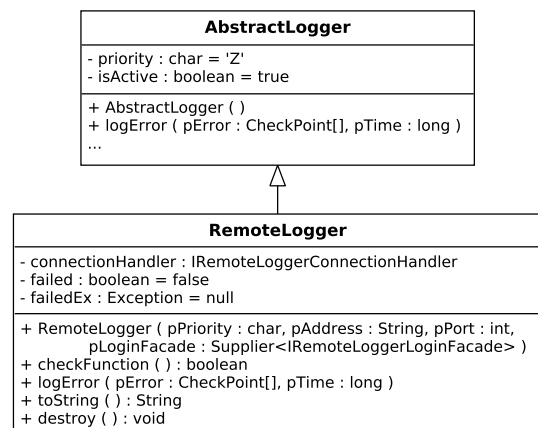 AbstractLogger
- priority : char = 'Z'
- isActive : boolean = true
+ AbstractLogger ( )
+ logError ( pError : CheckPoint[], pTime : long )
...
RemoteLogger
- connectionHandler : IRemoteLoggerConnectionHandler
- failed : boolean = false
- failedEx : Exception = null
+ RemoteLogger ( pPriority : char, pAddress : String, pPort : int,
pLoginFacade : Supplier<IRemoteLoggerLoginFacade> )
+ checkFunction ( ) : boolean
+ logError ( pError : CheckPoint[], pTime : long )
+ toString ( ) : String
+ destroy ( ) : void